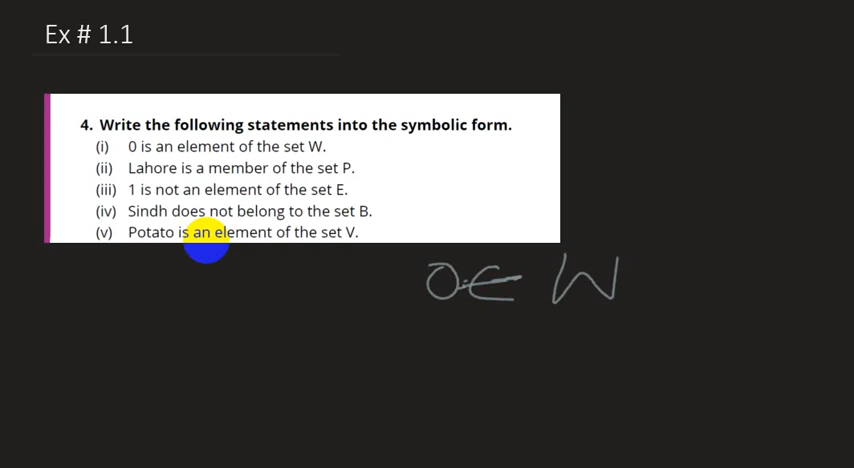 Ex # 1.1
4. Write the following statements into the symbolic form.
(i) 0 is an element of the set W.
(ii) Lahore is a member of the set P.
(iii) 1 is not an element of the set E.
(iv) Sindh does not belong to the set B.
(v) Potato is an element of the set V.
0 ∈ W